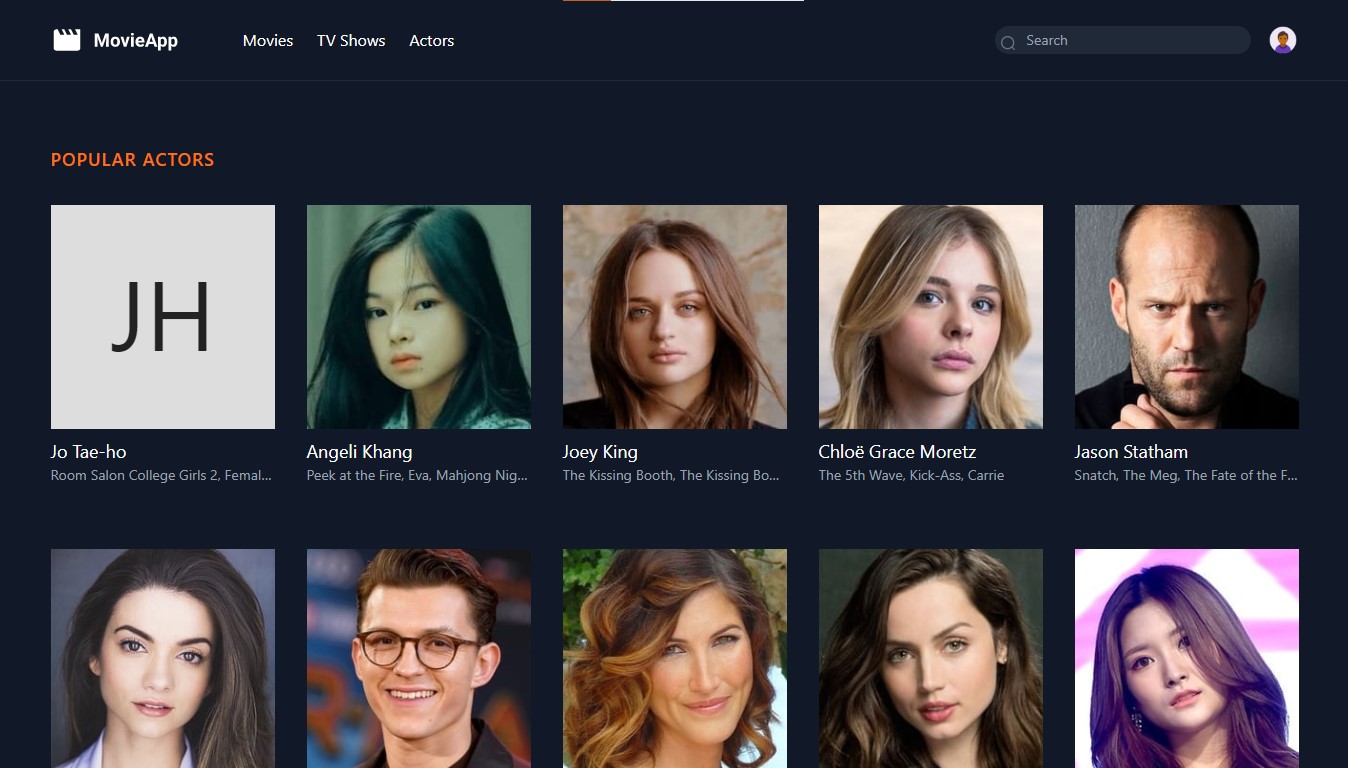 MovieApp
Movies
TV Shows
Actors
Search
POPULAR ACTORS
JH
Jo Tae-ho
Room Salon College Girls 2, Femal...
Angeli Khang
Peek at the Fire, Eva, Mahjong Nig...
Joey King
The Kissing Booth, The Kissing Bo...
Chloë Grace Moretz
The 5th Wave, Kick-Ass, Carrie
Jason Statham
Snatch, The Meg, The Fate of the F...